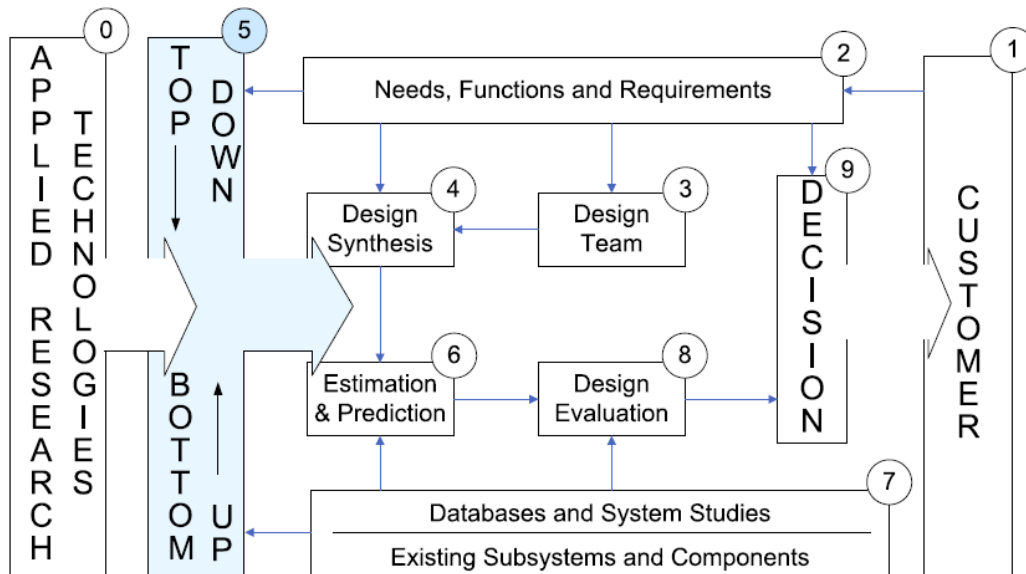 0
APPLIED RESEARCH
TECHNOLOGIES
5
TOP
DOWN
BOTTOM
UP
2
Needs, Functions and Requirements
1
CUSTOMER
4
Design
Synthesis
3
Design
Team
9
DECISION
6
Estimation
& Prediction
8
Design
Evaluation
7
Databases and System Studies
Existing Subsystems and Components